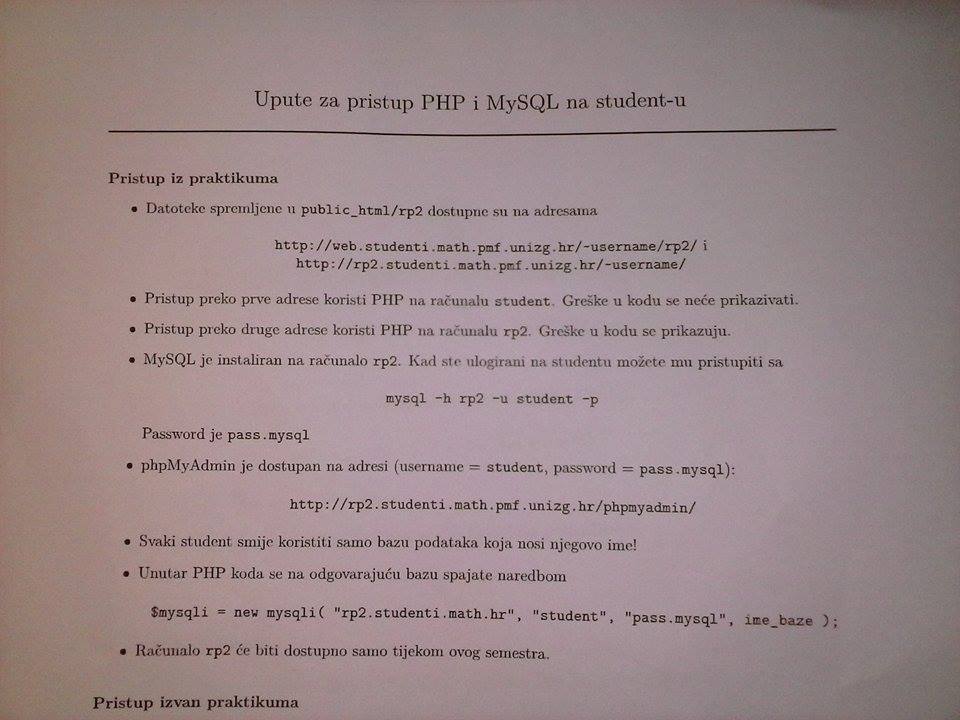 Upute za pristup PHP i MySQL na student-u
Pristup iz praktikuma
• Datoteke spremljene u public_html/rp2 dostupne su na adresama
http://web.studenti.math.pmf.unizg.hr/~username/rp2/ i
http://rp2.studenti.math.pmf.unizg.hr/~username/
• Pristup preko prve adrese koristi PHP na računalu student. Greške u kodu se neće prikazivati.
• Pristup preko druge adrese koristi PHP na računalu rp2. Greške u kodu se prikazuju.
• MySQL je instaliran na računalo rp2. Kad ste ulogirani na studentu možete mu pristupiti sa
mysql -h rp2 -u student -p
Password je pass.mysql
• phpMyAdmin je dostupan na adresi (username = student, password = pass.mysql):
http://rp2.studenti.math.pmf.unizg.hr/phpmyadmin/
• Svaki student smije koristiti samo bazu podataka koja nosi njegovo ime!
• Unutar PHP koda se na odgovarajuću bazu spajate naredbom
$mysqli = new mysqli( "rp2.studenti.math.hr", "student", "pass.mysql", ime_baze );
• Računalo rp2 će biti dostupno samo tijekom ovog semestra.
Pristup izvan praktikuma